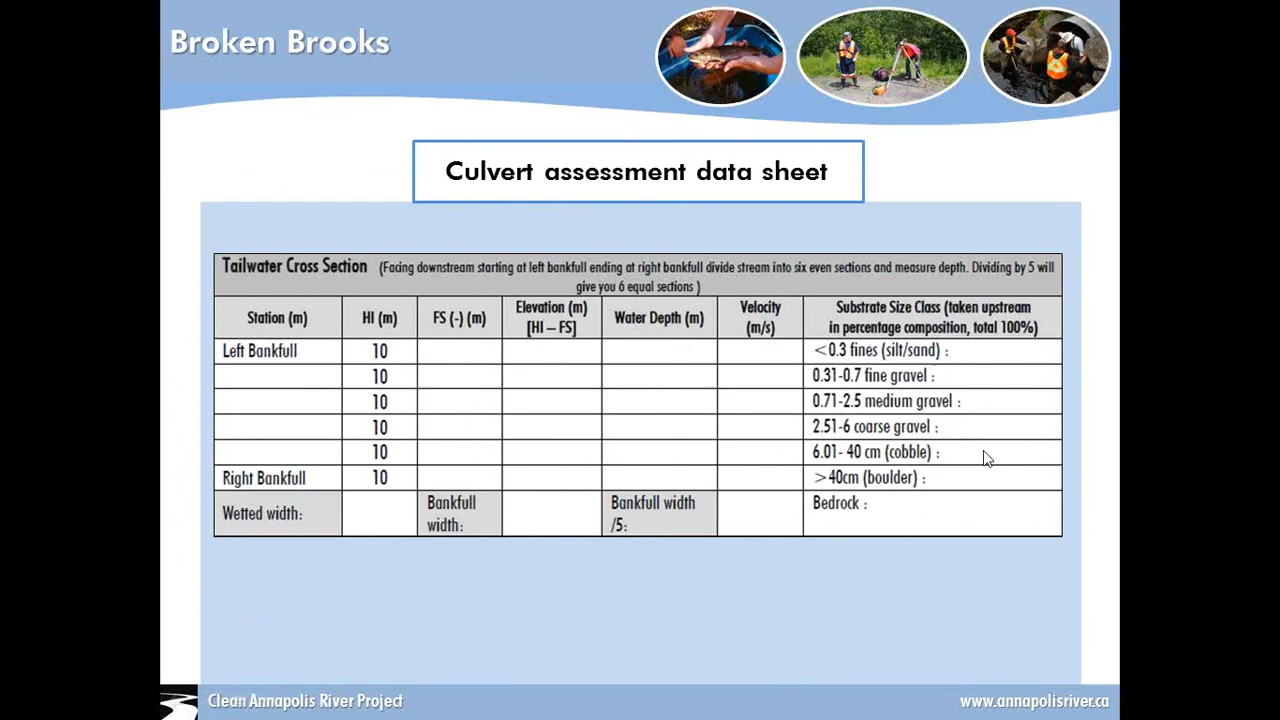 Broken Brooks
Culvert assessment data sheet
Tailwater Cross Section (Facing downstream starting at left bankfull ending at right bankfull divide stream into six even sections and measure depth. Dividing by 5 will
give you 6 equal sections )
Station (m) HI (m) FS (-) (m) Elevation (m) [HI – FS] Water Depth (m) Velocity (m/s) Substrate Size Class (taken upstream in percentage composition, total 100%)
Left Bankfull 10 <0.3 fines (silt/sand) :
10 0.31-0.7 fine gravel :
10 0.71-2.5 medium gravel :
10 2.51-6 coarse gravel :
10 6.01- 40 cm (cobble) :
Right Bankfull 10 >40cm (boulder) :
Wetted width: Bankfull width: Bankfull width /5: Bedrock :
Clean Annapolis River Project www.annapolisriver.ca